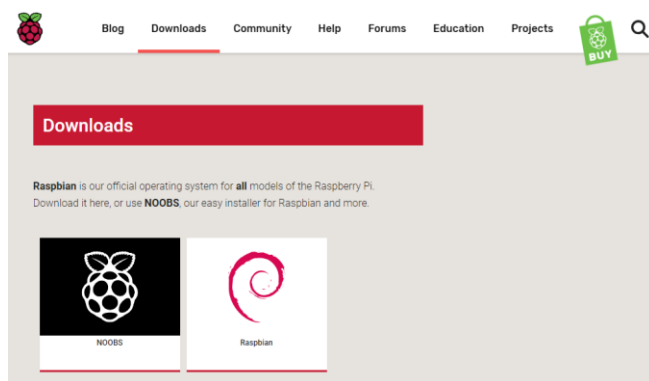 Blog Downloads Community Help Forums Education Projects
BUY
Downloads
Raspbian is our official operating system for all models of the Raspberry Pi.
Download it here, or use NOOBS, our easy installer for Raspbian and more.
NOOBS Raspbian